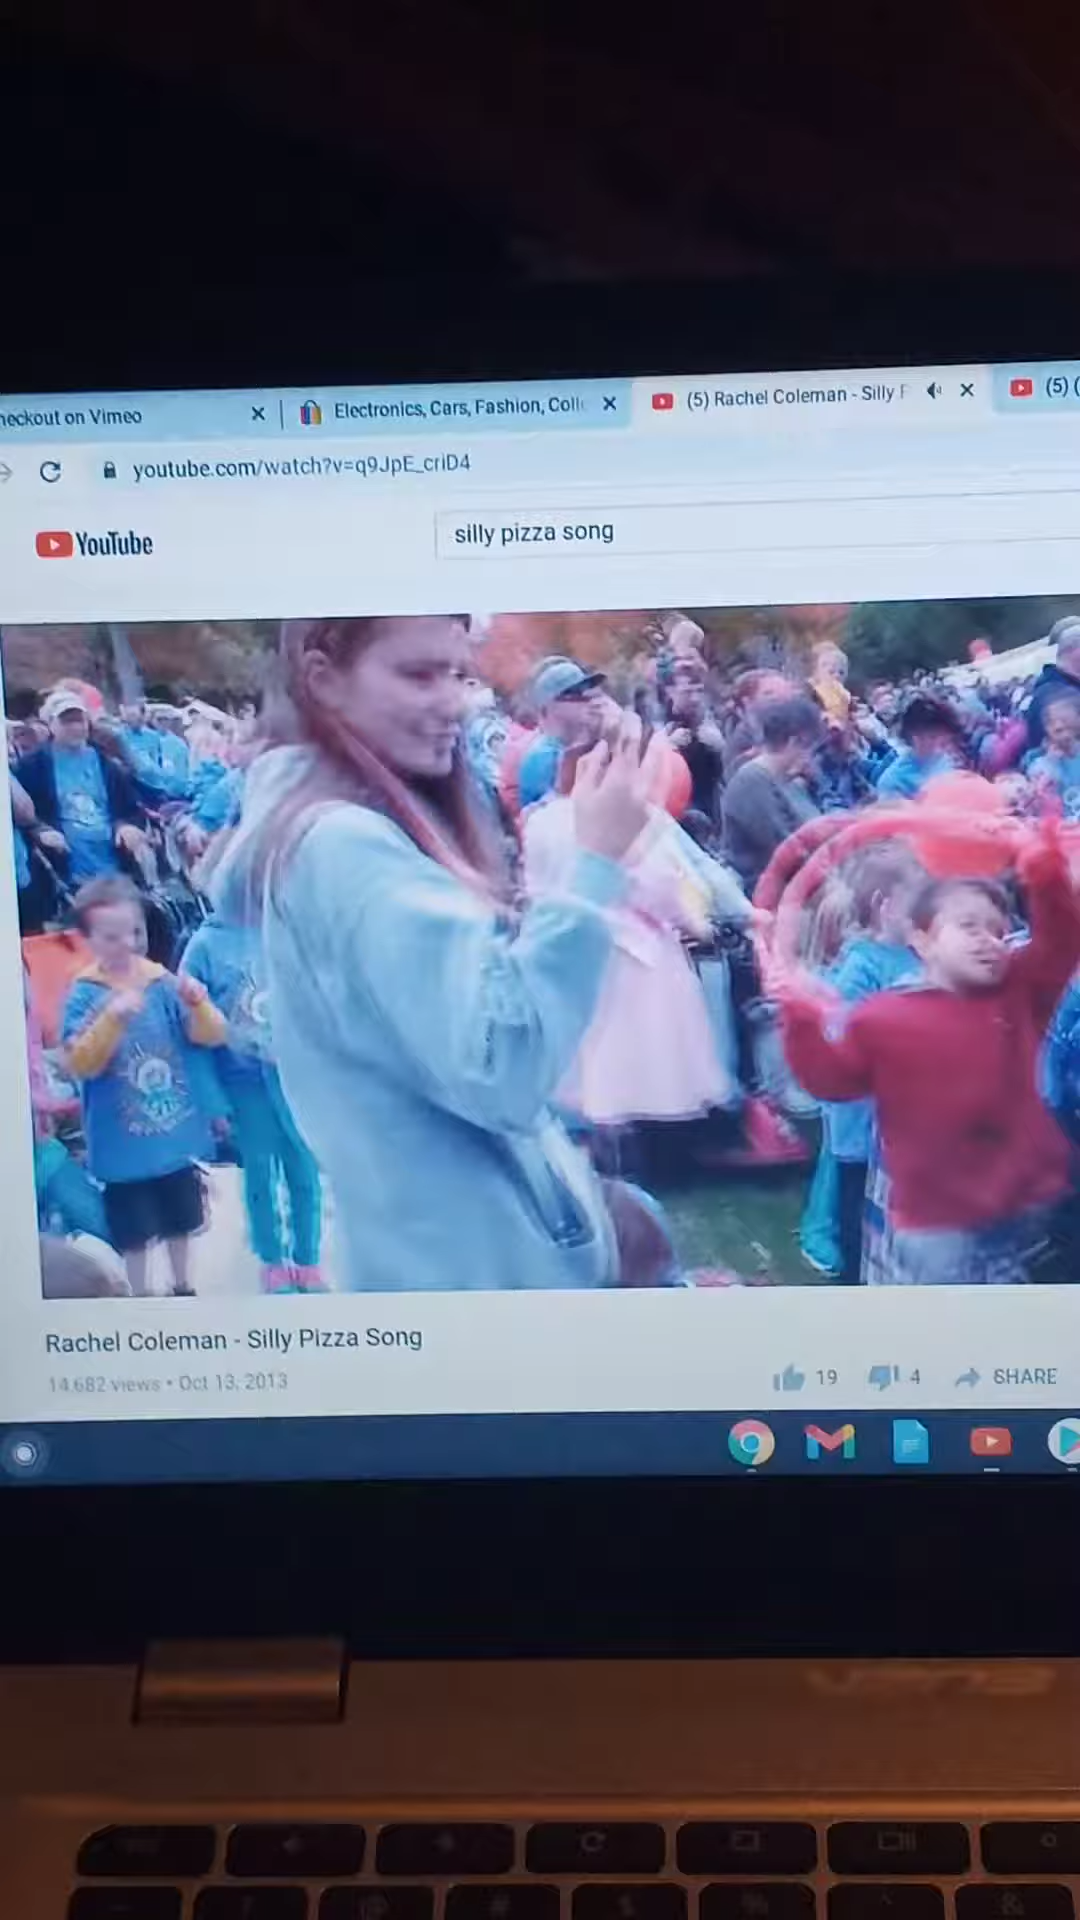 heckout on Vimeo
Electronics, Cars, Fashion, Coll
(5) Rachel Coleman - Silly P
(5) (
youtube.com/watch?v=q9JpE_criD4
YouTube
silly pizza song
Rachel Coleman - Silly Pizza Song
14,682 views • Oct 13, 2013
19
4
SHARE